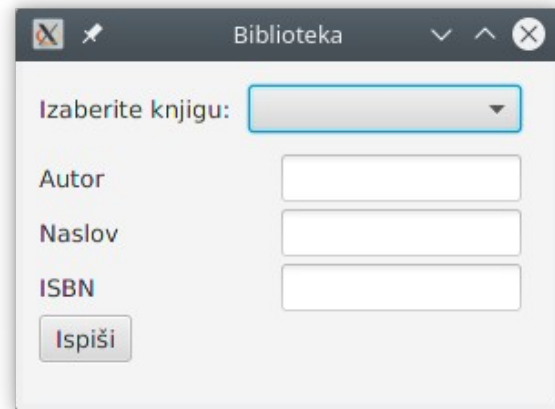 Biblioteka
Izaberite knjigu:
Autor
Naslov
ISBN
Ispiši